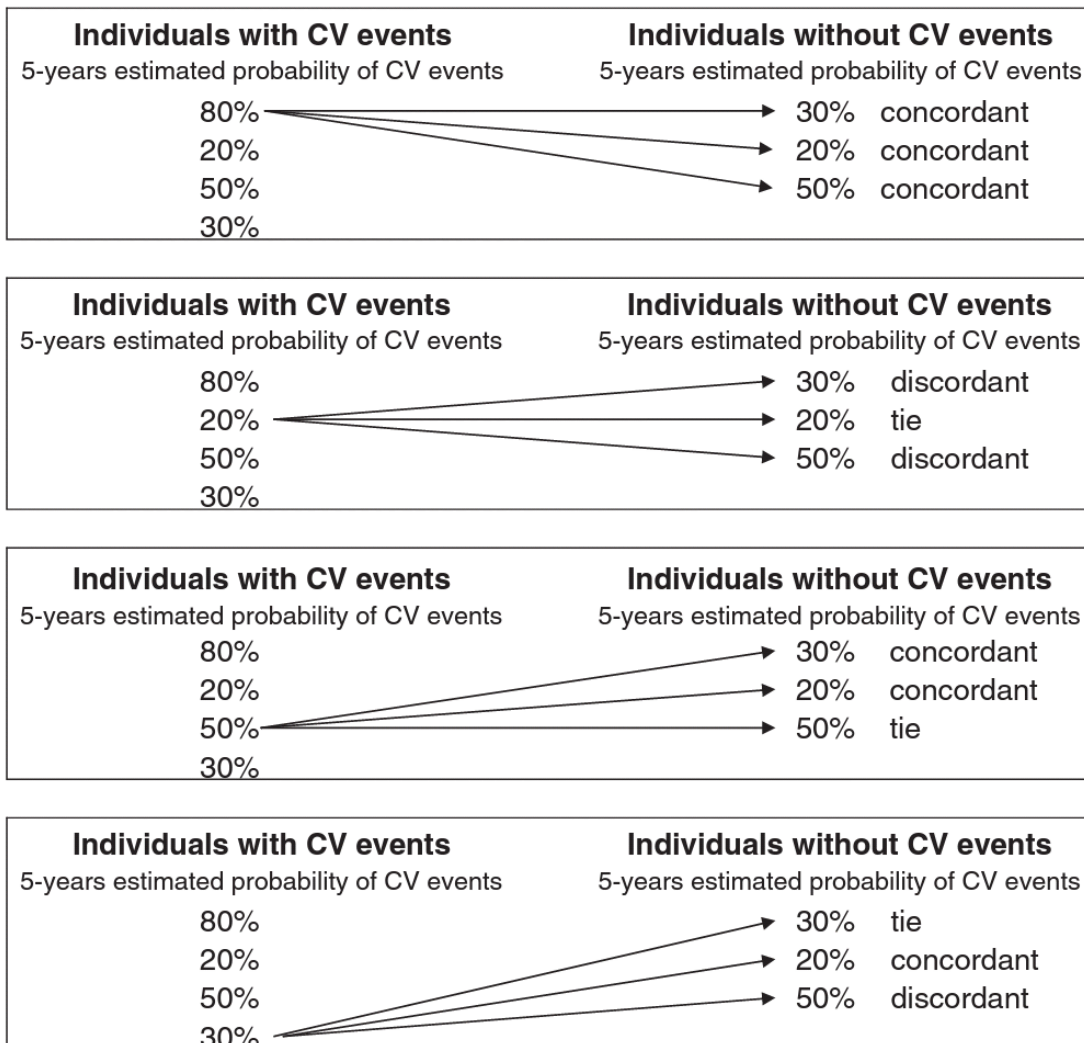 Individuals with CV events Individuals without CV events
5-years estimated probability of CV events 5-years estimated probability of CV events
80% 30% concordant
20% 20% concordant
50% 50% concordant
30%
Individuals with CV events Individuals without CV events
5-years estimated probability of CV events 5-years estimated probability of CV events
80% 30% discordant
20% 20% tie
50% 50% discordant
30%
Individuals with CV events Individuals without CV events
5-years estimated probability of CV events 5-years estimated probability of CV events
80% 30% concordant
20% 20% concordant
50% 50% tie
30%
Individuals with CV events Individuals without CV events
5-years estimated probability of CV events 5-years estimated probability of CV events
80% 30% tie
20% 20% concordant
50% 50% discordant
30%